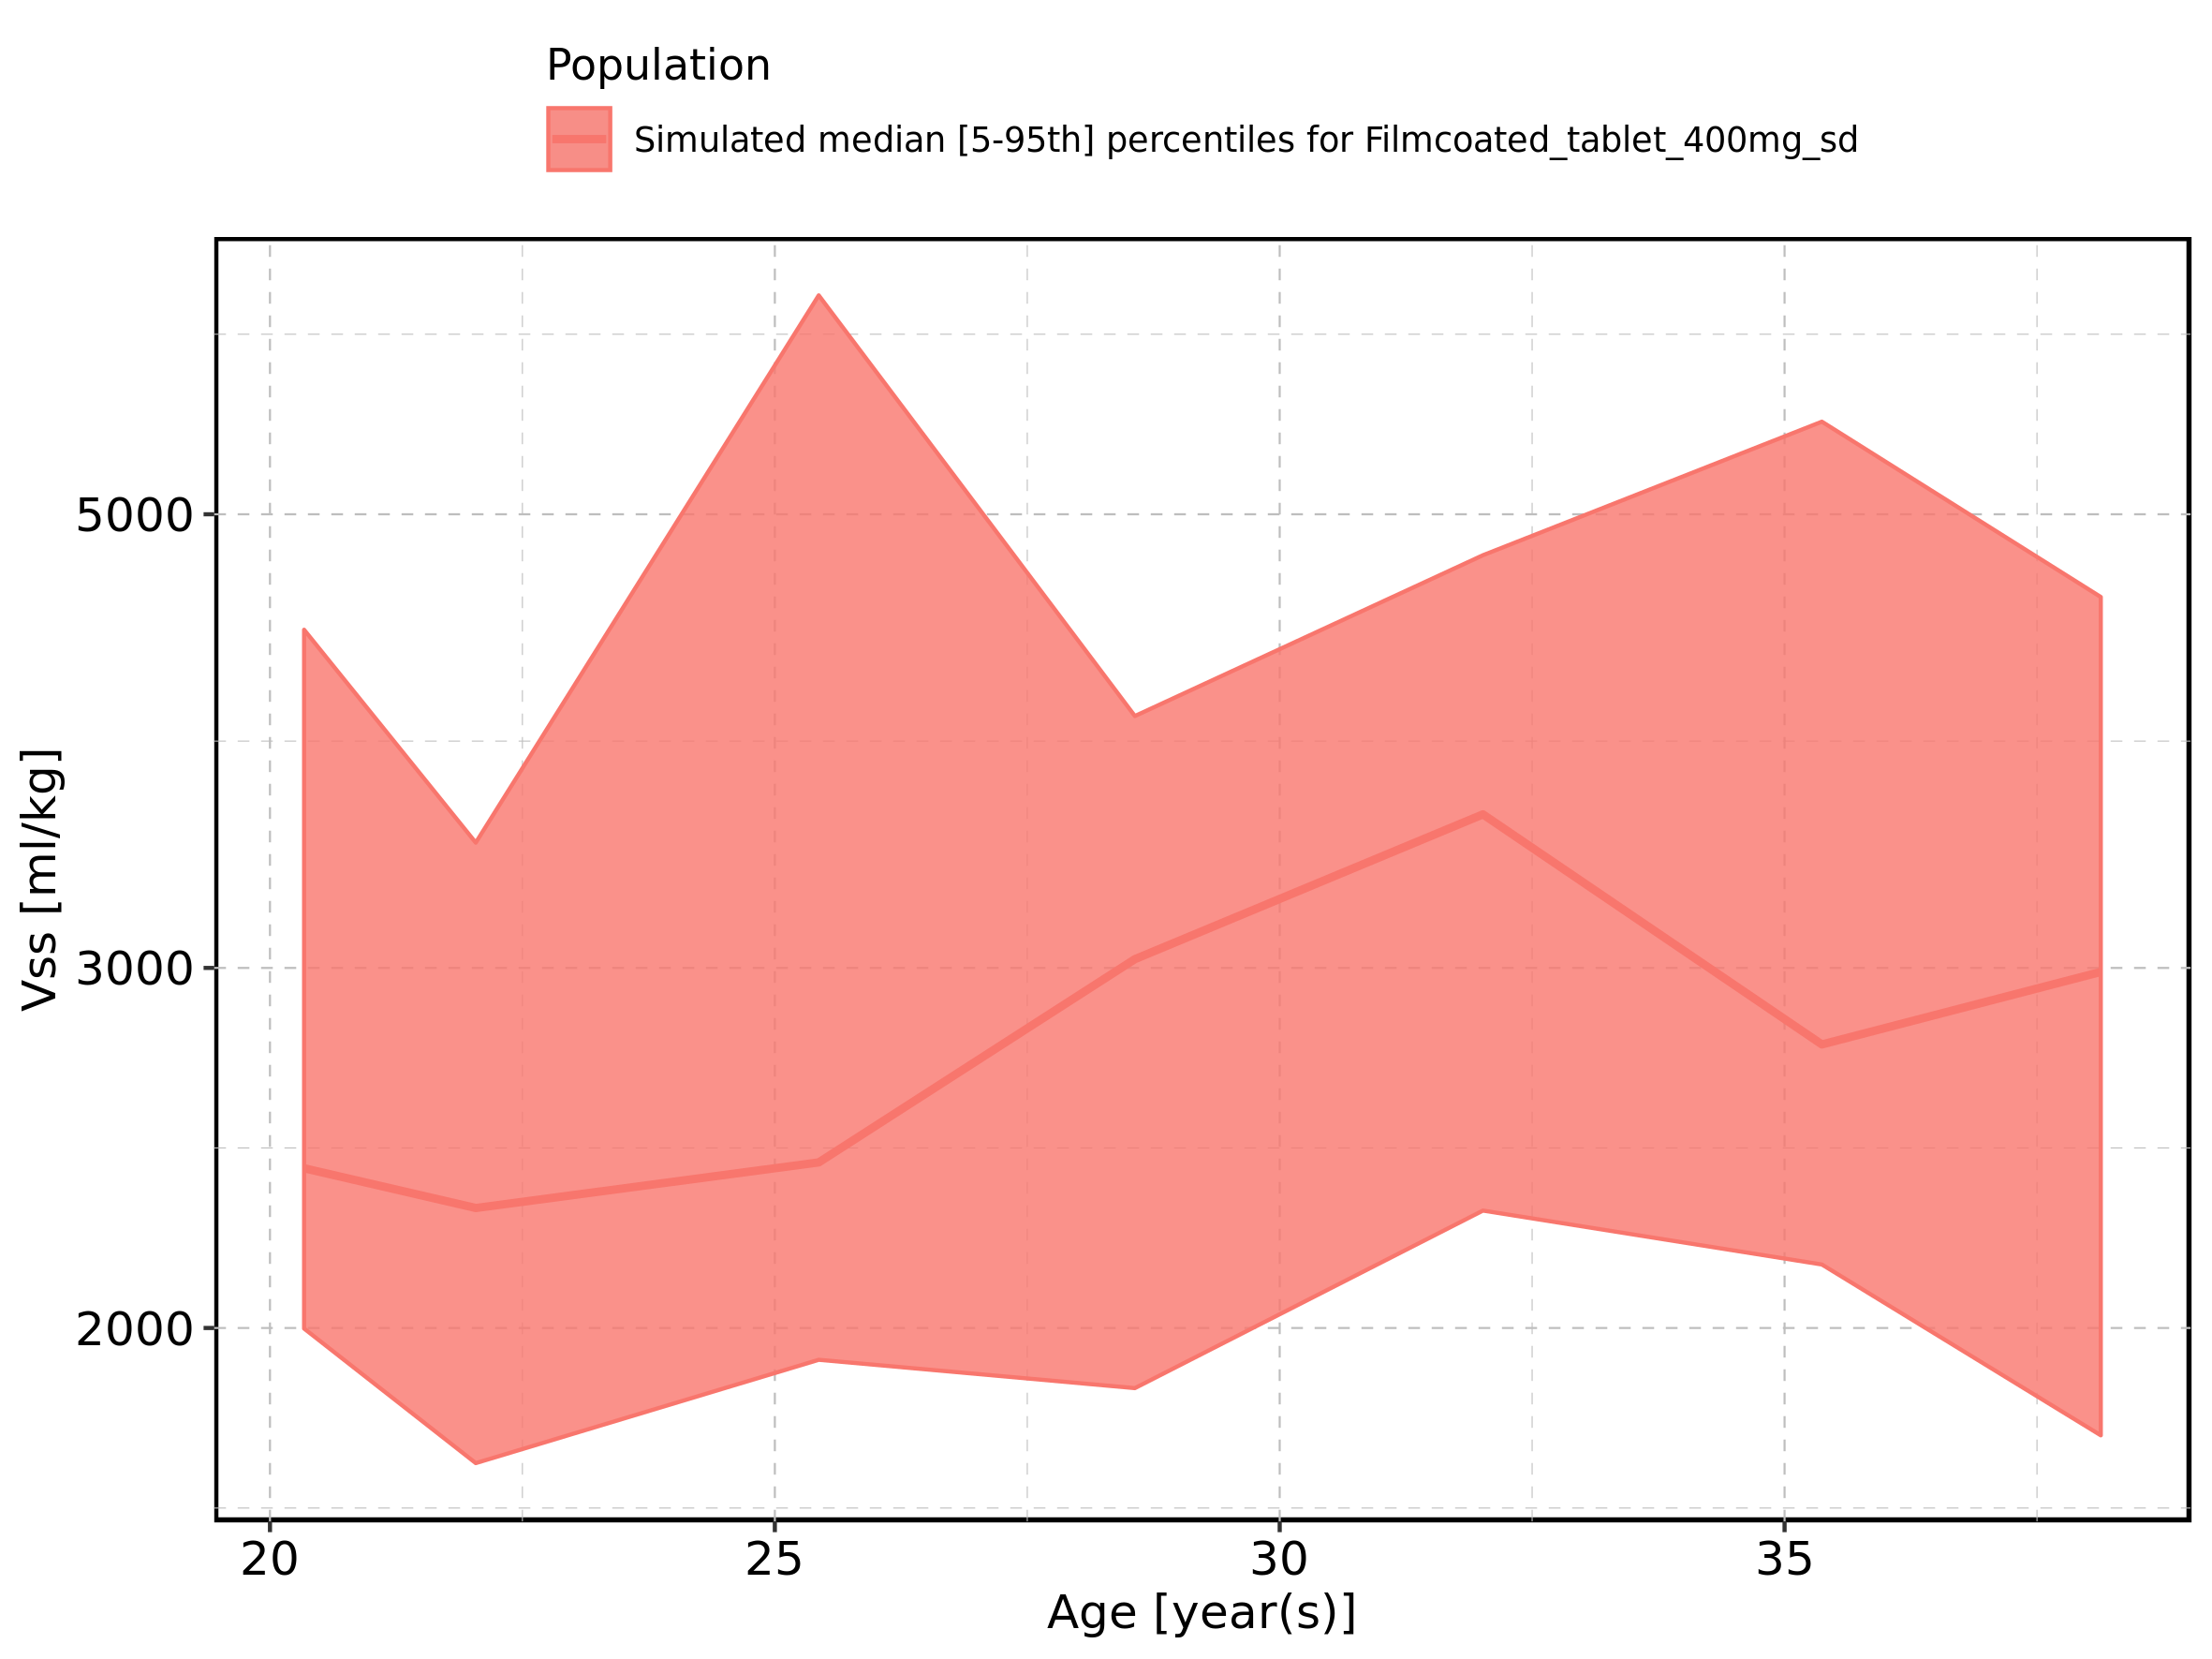 Population
Simulated median [5-95th] percentiles for Filmcoated_tablet_400mg_sd
Vss [ml/kg]
5000
3000
2000
20 25 30 35
Age [year(s)]